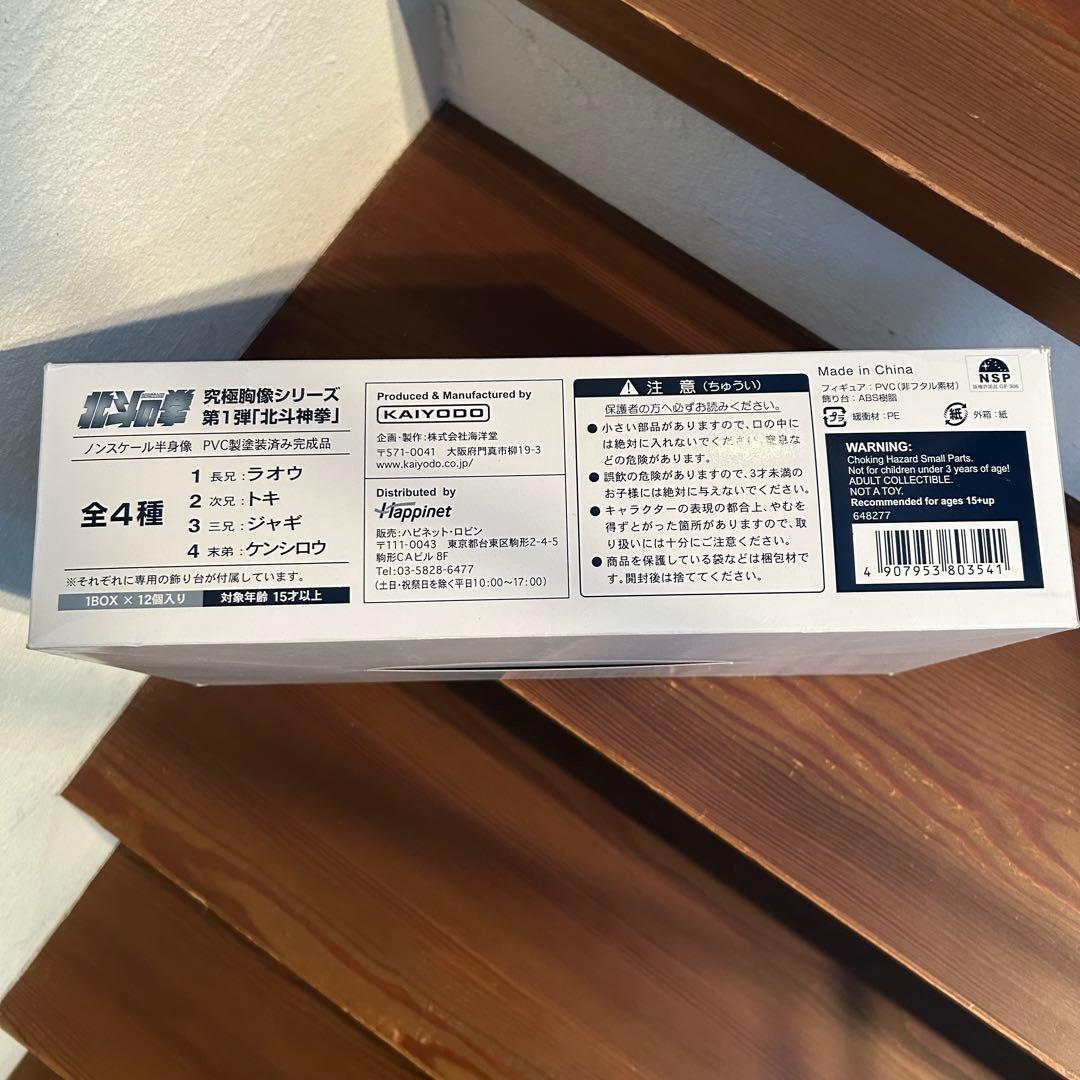 北斗の拳
究極胸像シリーズ
第1弾「北斗神拳」
ノンスケール半身像 PVC製塗装済み完成品
全4種
1 長兄:ラオウ
2 次兄:トキ
3 三兄:ジャギ
4 末弟:ケンシロウ
※それぞれに専用の飾り台が付属しています。
1BOX × 12個入り 対象年齢 15才以上
Produced & Manufactured by
KAIYODO
企画・製作:株式会社海洋堂
〒571-0041 大阪府門真市柳町19-3
www.kaiyodo.co.jp/
Distributed by
Happinet
販売:ハピネット・ロビン
〒111-0043 東京都台東区駒形2-4-5
駒形CAビル 8F
Tel:03-5828-6477
(土日・祝祭日を除く平日10:00〜17:00)
注 意(ちゅうい)
保護者の方へ必ずお読みください。
●小さい部品がありますので、口の中に
は絶対に入れないでください。窒息な
どの危険があります。
●誤飲の危険がありますので、3才未満の
お子様には絶対に与えないでください。
●キャラクターの表現の都合上、やむを
得ずとがった箇所がありますので、取
り扱いには十分にご注意ください。
●商品を保護している袋などは梱包材で
す。開封後は捨ててください。
Made in China
フィギュア:PVC(非フタル素材)
飾り台:ABS樹脂
プラ 緩衝材:PE
紙 外箱:紙
NSP
版権許諾証 GF-306
WARNING:
Choking Hazard Small Parts.
Not for children under 3 years of age!
ADULT COLLECTIBLE.
NOT A TOY.
Recommended for ages 15+up
648277
4 907953 803541